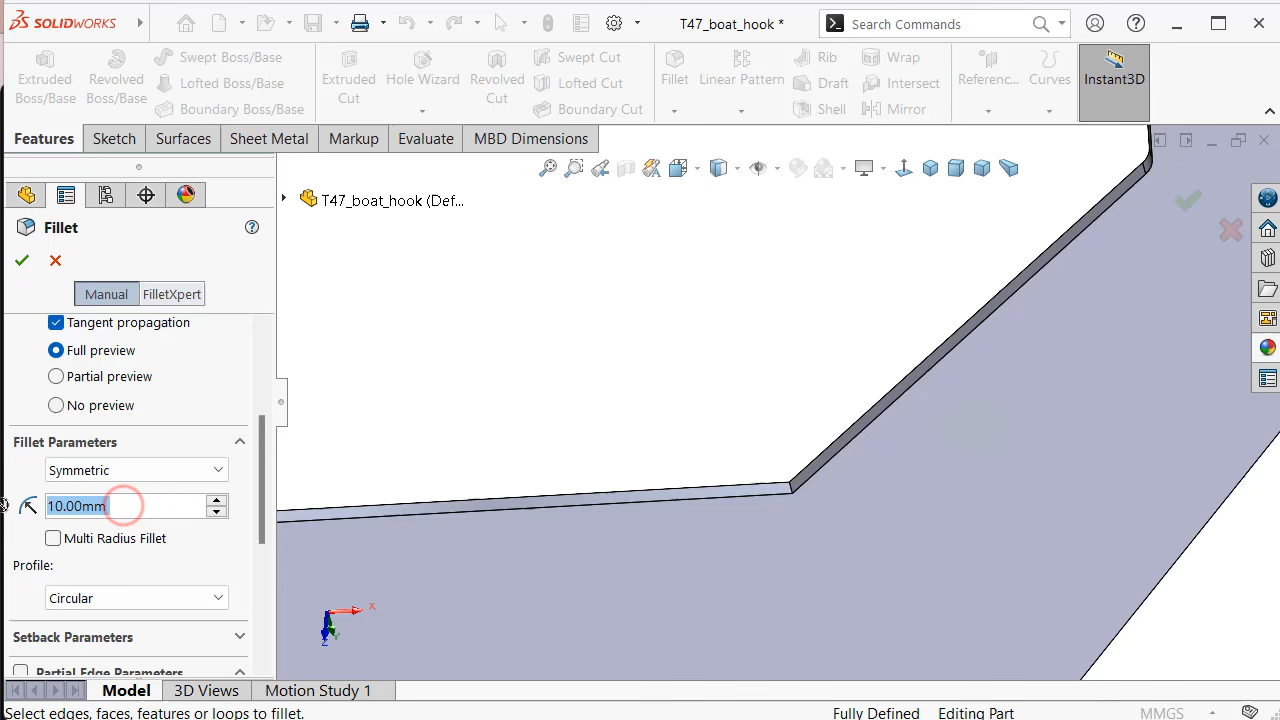 SOLIDWORKS
T47_boat_hook *
Search Commands
Extruded Boss/Base
Revolved Boss/Base
Swept Boss/Base
Lofted Boss/Base
Boundary Boss/Base
Extruded Cut
Hole Wizard
Revolved Cut
Swept Cut
Lofted Cut
Boundary Cut
Fillet
Linear Pattern
Rib
Draft
Shell
Wrap
Intersect
Mirror
Referenc...
Curves
Instant3D
Features
Sketch
Surfaces
Sheet Metal
Markup
Evaluate
MBD Dimensions
T47_boat_hook (Def...
Fillet
Manual
FilletXpert
Tangent propagation
Full preview
Partial preview
No preview
Fillet Parameters
Symmetric
10.00mm
Multi Radius Fillet
Profile:
Circular
Setback Parameters
Partial Edge Parameters
X
Y
Z
Model
3D Views
Motion Study 1
Select edges, faces, features or loops to fillet.
Fully Defined
Editing Part
MMGS